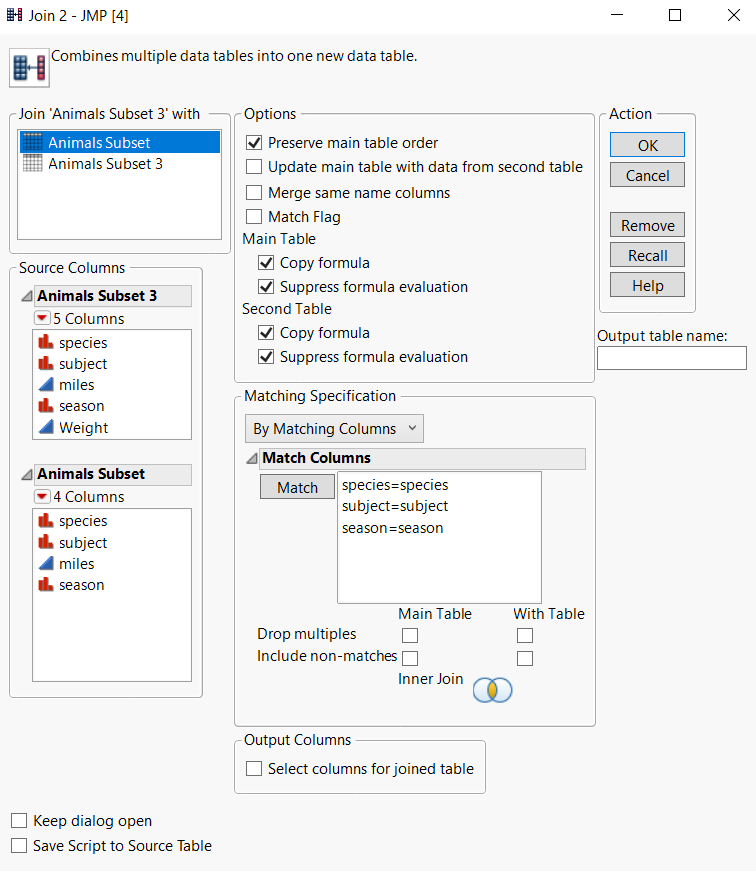 Join 2 - JMP [4]
Combines multiple data tables into one new data table.
Join 'Animals Subset 3' with
Animals Subset
Animals Subset 3
Source Columns
Animals Subset 3
5 Columns
species
subject
miles
season
Weight
Animals Subset
4 Columns
species
subject
miles
season
Options
Preserve main table order
Update main table with data from second table
Merge same name columns
Match Flag
Main Table
Copy formula
Suppress formula evaluation
Second Table
Copy formula
Suppress formula evaluation
Matching Specification
By Matching Columns
Match Columns
Match
species=species
subject=subject
season=season
Main Table With Table
Drop multiples
Include non-matches
Inner Join
Output Columns
Select columns for joined table
Action
OK
Cancel
Remove
Recall
Help
Output table name:
Keep dialog open
Save Script to Source Table